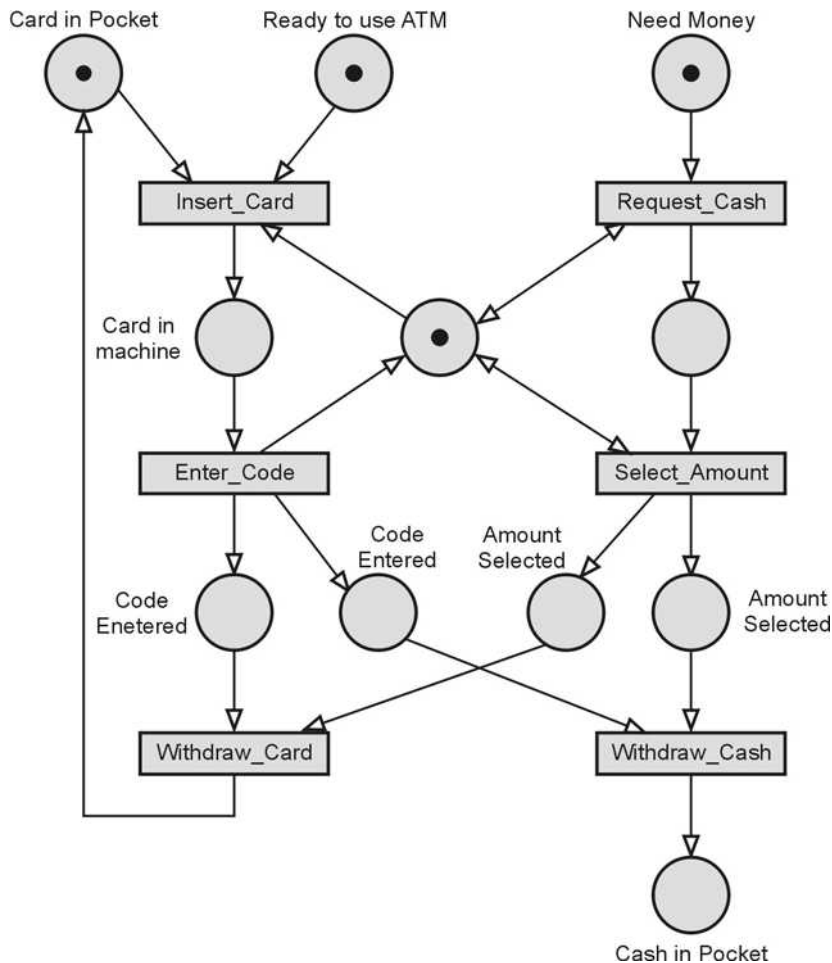 Card in Pocket
Ready to use ATM
Need Money
Insert_Card
Request_Cash
Card in
machine
Enter_Code
Select_Amount
Code
Entered
Amount
Selected
Code
Enetered
Amount
Selected
Withdraw_Card
Withdraw_Cash
Cash in Pocket